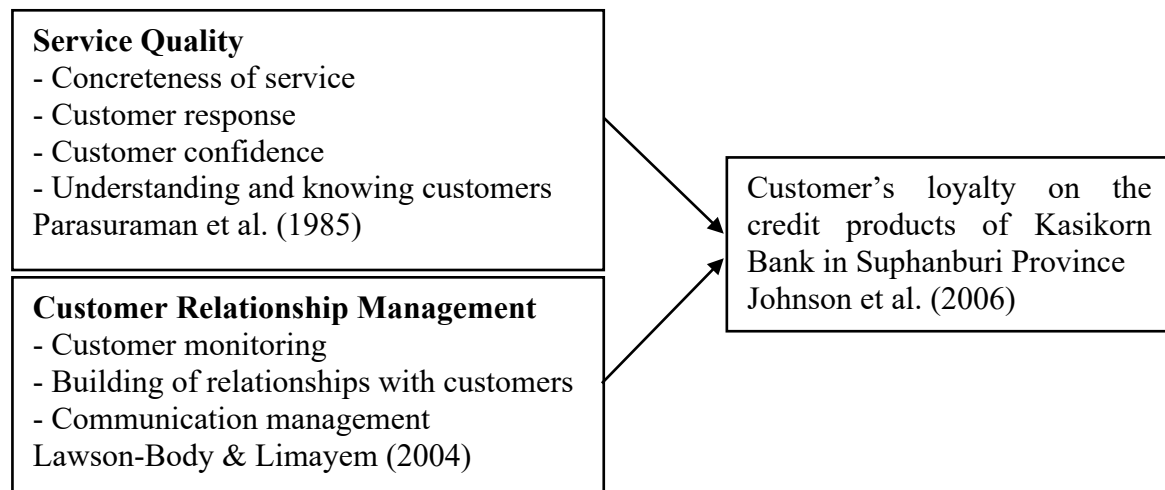 Service Quality
- Concreteness of service
- Customer response
- Customer confidence
- Understanding and knowing customers
Parasuraman et al. (1985)
Customer Relationship Management
- Customer monitoring
- Building of relationships with customers
- Communication management
Lawson-Body & Limayem (2004)
Customer’s loyalty on the
credit products of Kasikorn
Bank in Suphanburi Province
Johnson et al. (2006)